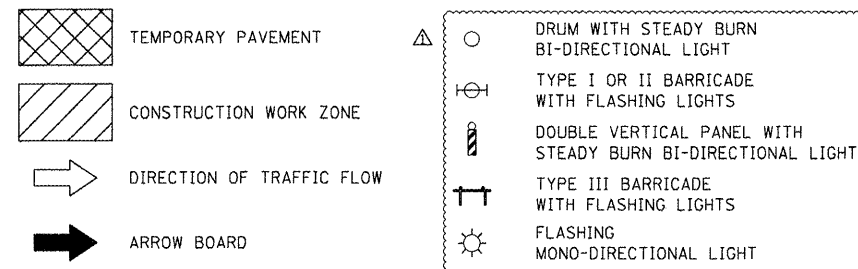 TEMPORARY PAVEMENT
CONSTRUCTION WORK ZONE
DIRECTION OF TRAFFIC FLOW
ARROW BOARD
1
DRUM WITH STEADY BURN
BI-DIRECTIONAL LIGHT
TYPE I OR II BARRICADE
WITH FLASHING LIGHTS
DOUBLE VERTICAL PANEL WITH
STEADY BURN BI-DIRECTIONAL LIGHT
TYPE III BARRICADE
WITH FLASHING LIGHTS
FLASHING
MONO-DIRECTIONAL LIGHT